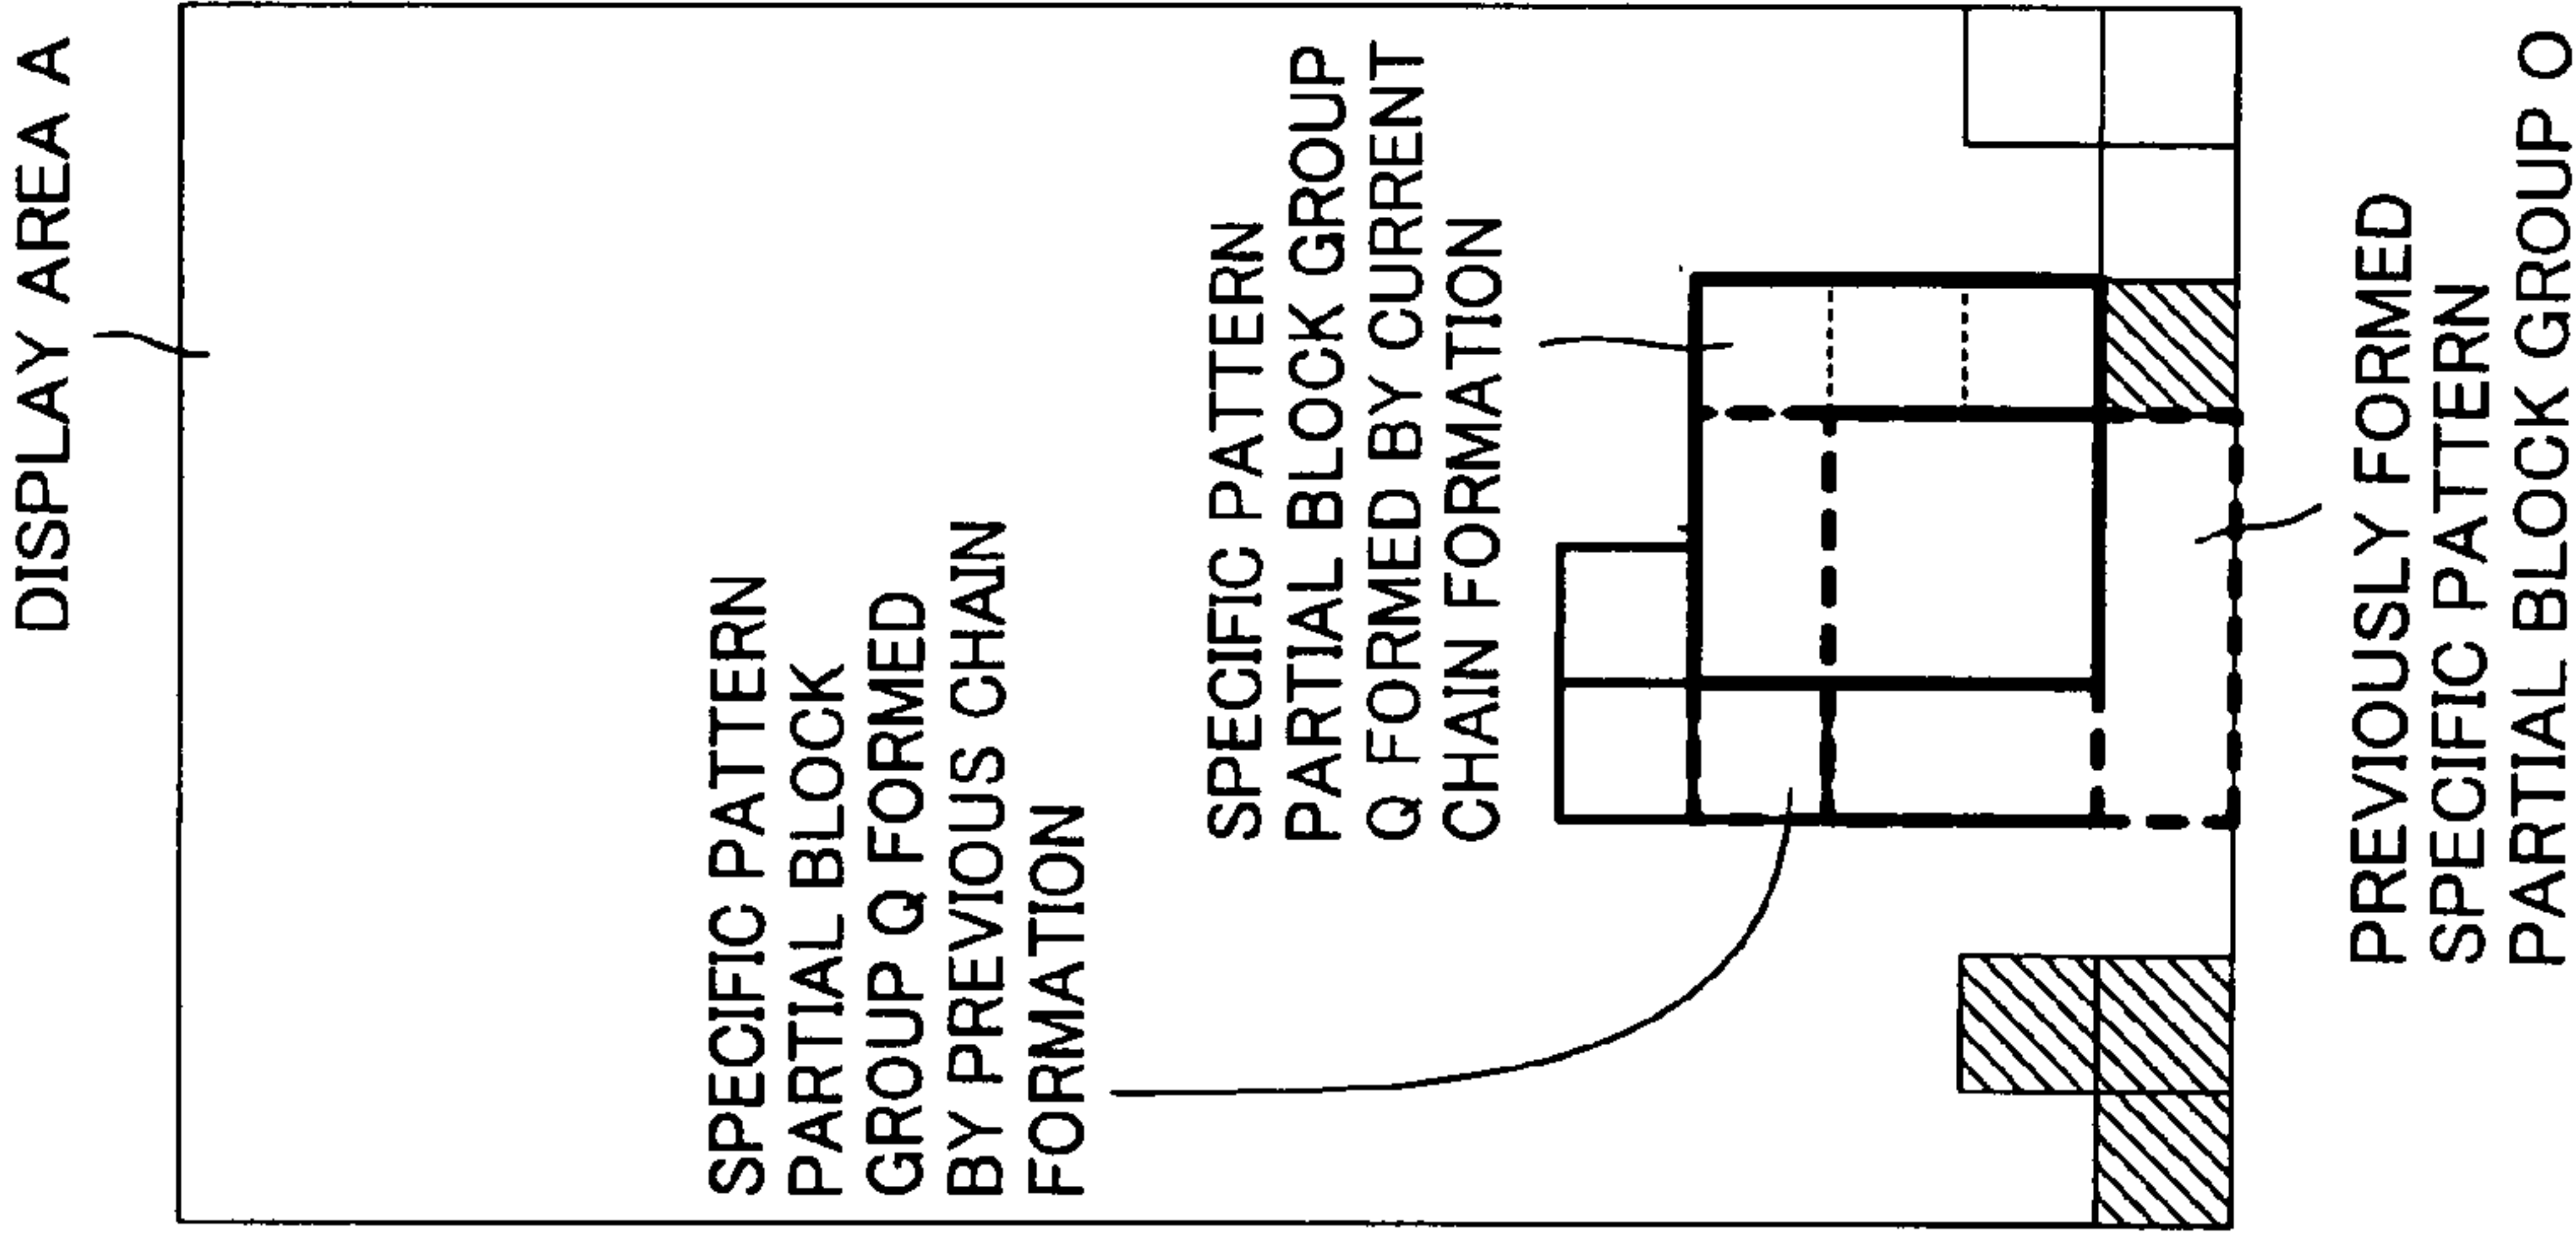 DISPLAY AREA A
SPECIFIC PATTERN
PARTIAL BLOCK
GROUP Q FORMED
BY PREVIOUS CHAIN
FORMATION
SPECIFIC PATTERN
PARTIAL BLOCK GROUP
Q FORMED BY CURRENT
CHAIN FORMATION
PREVIOUSLY FORMED
SPECIFIC PATTERN
PARTIAL BLOCK GROUP O